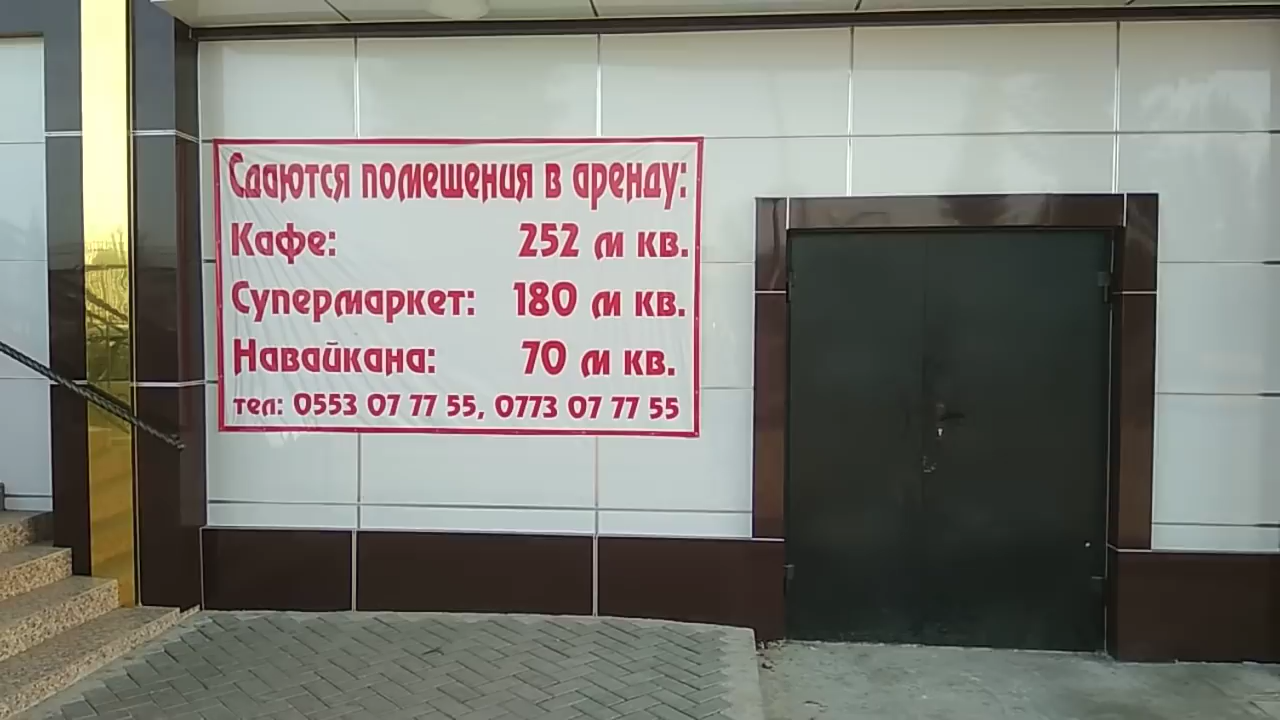 Сдаются помещения в аренду:
Кафе: 252 м кв.
Супермаркет: 180 м кв.
Навайкана: 70 м кв.
тел: 0553 07 77 55, 0773 07 77 55